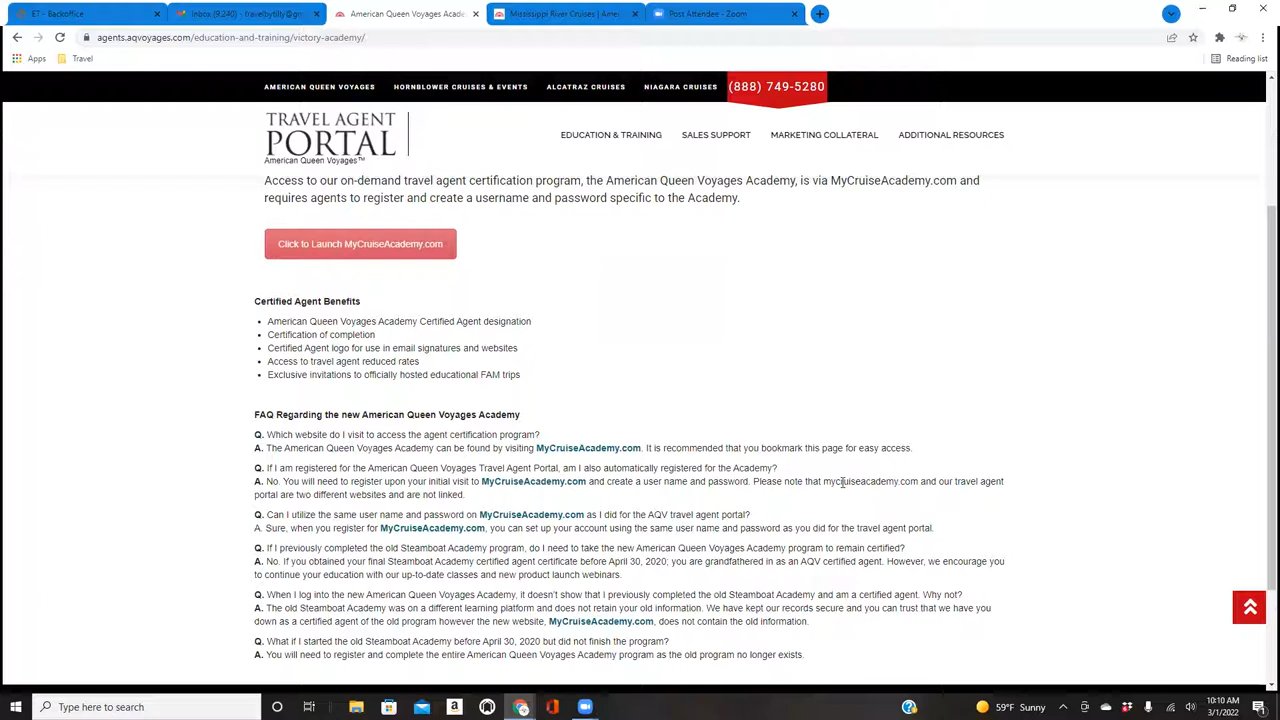 ET - Backoffice
Inbox (9,240) - travelbytilly@gm
American Queen Voyages Acade
Mississippi River Cruises | Amer
Post Attendee - Zoom
agents.aqvoyages.com/education-and-training/victory-academy/
Apps
Travel
Reading list
AMERICAN QUEEN VOYAGES
HORNBLOWER CRUISES & EVENTS
ALCATRAZ CRUISES
NIAGARA CRUISES
(888) 749-5280
TRAVEL AGENT
PORTAL
American Queen Voyages™
EDUCATION & TRAINING
SALES SUPPORT
MARKETING COLLATERAL
ADDITIONAL RESOURCES
Access to our on-demand travel agent certification program, the American Queen Voyages Academy, is via MyCruiseAcademy.com and
requires agents to register and create a username and password specific to the Academy.
Click to Launch MyCruiseAcademy.com
Certified Agent Benefits
• American Queen Voyages Academy Certified Agent designation
• Certification of completion
• Certified Agent logo for use in email signatures and websites
• Access to travel agent reduced rates
• Exclusive invitations to officially hosted educational FAM trips
FAQ Regarding the new American Queen Voyages Academy
Q. Which website do I visit to access the agent certification program?
A. The American Queen Voyages Academy can be found by visiting MyCruiseAcademy.com. It is recommended that you bookmark this page for easy access.
Q. If I am registered for the American Queen Voyages Travel Agent Portal, am I also automatically registered for the Academy?
A. No. You will need to register upon your initial visit to MyCruiseAcademy.com and create a user name and password. Please note that mycruiseacademy.com and our travel agent
portal are two different websites and are not linked.
Q. Can I utilize the same user name and password on MyCruiseAcademy.com as I did for the AQV travel agent portal?
A. Sure, when you register for MyCruiseAcademy.com, you can set up your account using the same user name and password as you did for the travel agent portal.
Q. If I previously completed the old Steamboat Academy program, do I need to take the new American Queen Voyages Academy program to remain certified?
A. No. If you obtained your final Steamboat Academy certified agent certificate before April 30, 2020; you are grandfathered in as an AQV certified agent. However, we encourage you
to continue your education with our up-to-date classes and new product launch webinars.
Q. When I log into the new American Queen Voyages Academy, it doesn't show that I previously completed the old Steamboat Academy and am a certified agent. Why not?
A. The old Steamboat Academy was on a different learning platform and does not retain your old information. We have kept our records secure and you can trust that we have you
down as a certified agent of the old program however the new website, MyCruiseAcademy.com, does not contain the old information.
Q. What if I started the old Steamboat Academy before April 30, 2020 but did not finish the program?
A. You will need to register and complete the entire American Queen Voyages Academy program as the old program no longer exists.
Type here to search
59°F Sunny
10:10 AM
3/1/2022